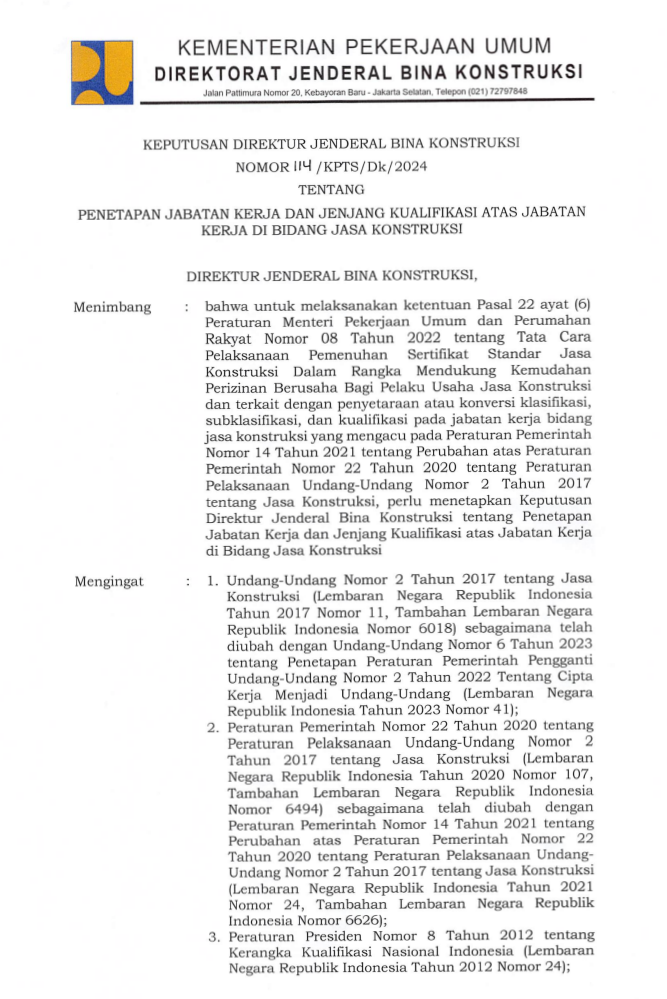 KEMENTERIAN PEKERJAAN UMUM
DIREKTORAT JENDERAL BINA KONSTRUKSI
Jalan Pattimura Nomor 20, Kebayoran Baru - Jakarta Selatan, Telepon (021) 72797848
KEPUTUSAN DIREKTUR JENDERAL BINA KONSTRUKSI
NOMOR 114 /KPTS/Dk/2024
TENTANG
PENETAPAN JABATAN KERJA DAN JENJANG KUALIFIKASI ATAS JABATAN
KERJA DI BIDANG JASA KONSTRUKSI
DIREKTUR JENDERAL BINA KONSTRUKSI,
Menimbang : bahwa untuk melaksanakan ketentuan Pasal 22 ayat (6)
Peraturan Menteri Pekerjaan Umum dan Perumahan
Rakyat Nomor 08 Tahun 2022 tentang Tata Cara
Pelaksanaan Pemenuhan Sertifikat Standar Jasa
Konstruksi Dalam Rangka Mendukung Kemudahan
Perizinan Berusaha Bagi Pelaku Usaha Jasa Konstruksi
dan terkait dengan penyetaraan atau konversi klasifikasi,
subklasifikasi, dan kualifikasi pada jabatan kerja bidang
jasa konstruksi yang mengacu pada Peraturan Pemerintah
Nomor 14 Tahun 2021 tentang Perubahan atas Peraturan
Pemerintah Nomor 22 Tahun 2020 tentang Peraturan
Pelaksanaan Undang-Undang Nomor 2 Tahun 2017
tentang Jasa Konstruksi, perlu menetapkan Keputusan
Direktur Jenderal Bina Konstruksi tentang Penetapan
Jabatan Kerja dan Jenjang Kualifikasi atas Jabatan Kerja
di Bidang Jasa Konstruksi
Mengingat : 1. Undang-Undang Nomor 2 Tahun 2017 tentang Jasa
Konstruksi (Lembaran Negara Republik Indonesia
Tahun 2017 Nomor 11, Tambahan Lembaran Negara
Republik Indonesia Nomor 6018) sebagaimana telah
diubah dengan Undang-Undang Nomor 6 Tahun 2023
tentang Penetapan Peraturan Pemerintah Pengganti
Undang-Undang Nomor 2 Tahun 2022 Tentang Cipta
Kerja Menjadi Undang-Undang (Lembaran Negara
Republik Indonesia Tahun 2023 Nomor 41);
2. Peraturan Pemerintah Nomor 22 Tahun 2020 tentang
Peraturan Pelaksanaan Undang-Undang Nomor 2
Tahun 2017 tentang Jasa Konstruksi (Lembaran
Negara Republik Indonesia Tahun 2020 Nomor 107,
Tambahan Lembaran Negara Republik Indonesia
Nomor 6494) sebagaimana telah diubah dengan
Peraturan Pemerintah Nomor 14 Tahun 2021 tentang
Perubahan atas Peraturan Pemerintah Nomor 22
Tahun 2020 tentang Peraturan Pelaksanaan Undang-
Undang Nomor 2 Tahun 2017 tentang Jasa Konstruksi
(Lembaran Negara Republik Indonesia Tahun 2021
Nomor 24, Tambahan Lembaran Negara Republik
Indonesia Nomor 6626);
3. Peraturan Presiden Nomor 8 Tahun 2012 tentang
Kerangka Kualifikasi Nasional Indonesia (Lembaran
Negara Republik Indonesia Tahun 2012 Nomor 24);